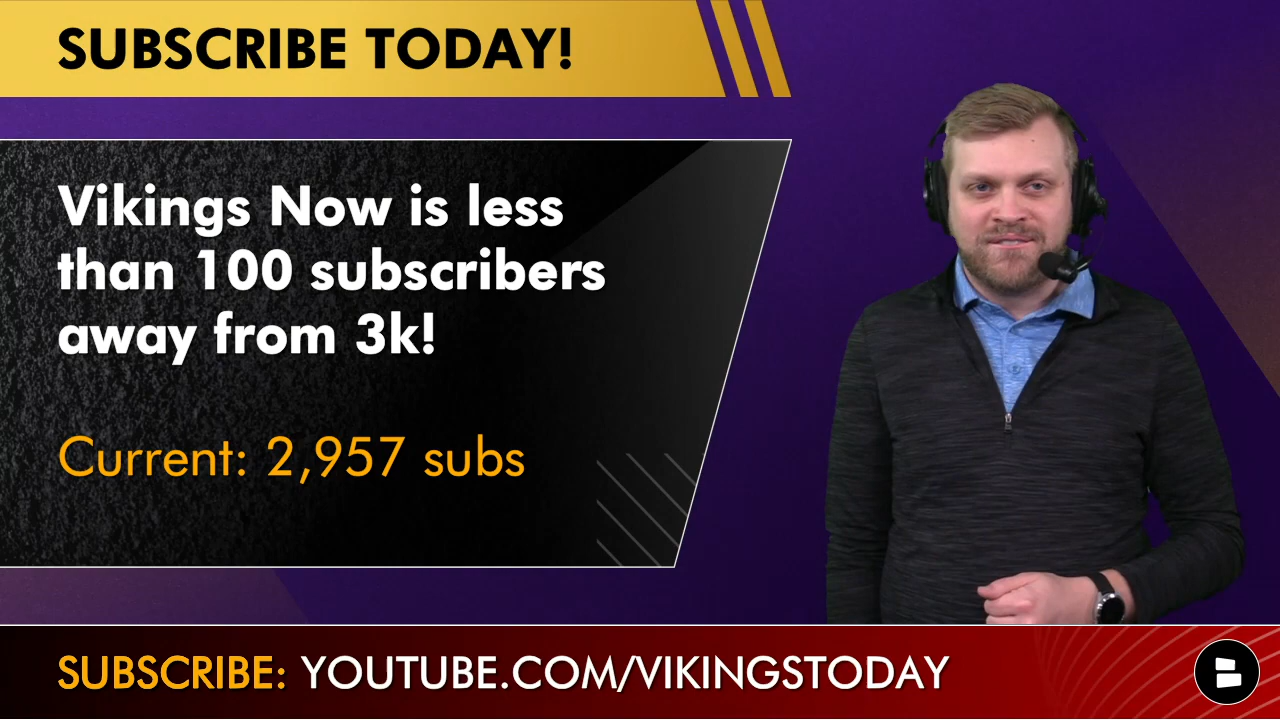 SUBSCRIBE TODAY!
Vikings Now is less
than 100 subscribers
away from 3k!
Current: 2,957 subs
SUBSCRIBE: YOUTUBE.COM/VIKINGSTODAY